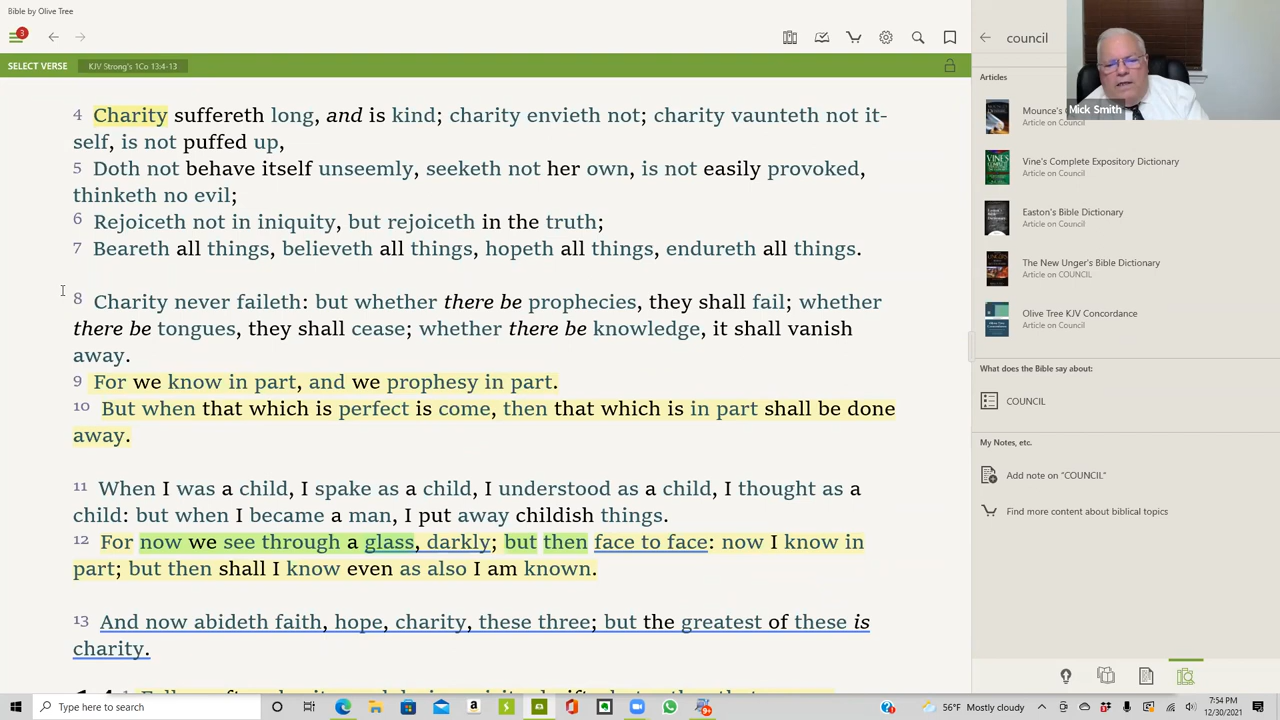 Bible by Olive Tree
3
SELECT VERSE
KJV Strong's 1Co 13:4-13
4 Charity suffereth long, and is kind; charity envieth not; charity vaunteth not it-
self, is not puffed up,
5 Doth not behave itself unseemly, seeketh not her own, is not easily provoked,
thinketh no evil;
6 Rejoiceth not in iniquity, but rejoiceth in the truth;
7 Beareth all things, believeth all things, hopeth all things, endureth all things.
8 Charity never faileth: but whether there be prophecies, they shall fail; whether
there be tongues, they shall cease; whether there be knowledge, it shall vanish
away.
9 For we know in part, and we prophesy in part.
10 But when that which is perfect is come, then that which is in part shall be done
away.
11 When I was a child, I spake as a child, I understood as a child, I thought as a
child: but when I became a man, I put away childish things.
12 For now we see through a glass, darkly; but then face to face: now I know in
part; but then shall I know even as also I am known.
13 And now abideth faith, hope, charity, these three; but the greatest of these is
charity.
council
Mick Smith
Articles
Mounce's
Article on Council
Vine's Complete Expository Dictionary
Article on Council
Easton's Bible Dictionary
Article on Council
The New Unger's Bible Dictionary
Article on COUNCIL
Olive Tree KJV Concordance
Article on Council
What does the Bible say about:
COUNCIL
My Notes, etc.
Add note on "COUNCIL"
Find more content about biblical topics
Type here to search
56°F Mostly cloudy
7:54 PM
12/30/2021